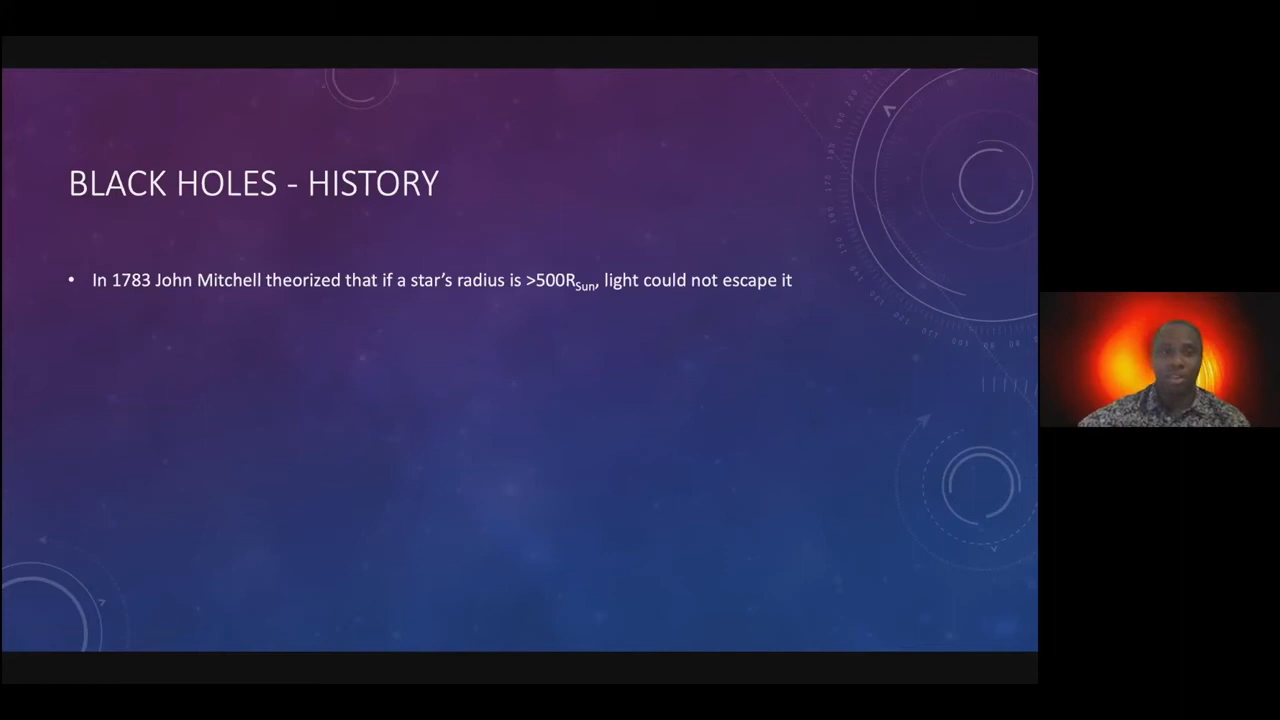 BLACK HOLES - HISTORY
• In 1783 John Mitchell theorized that if a star's radius is >500RSun, light could not escape it